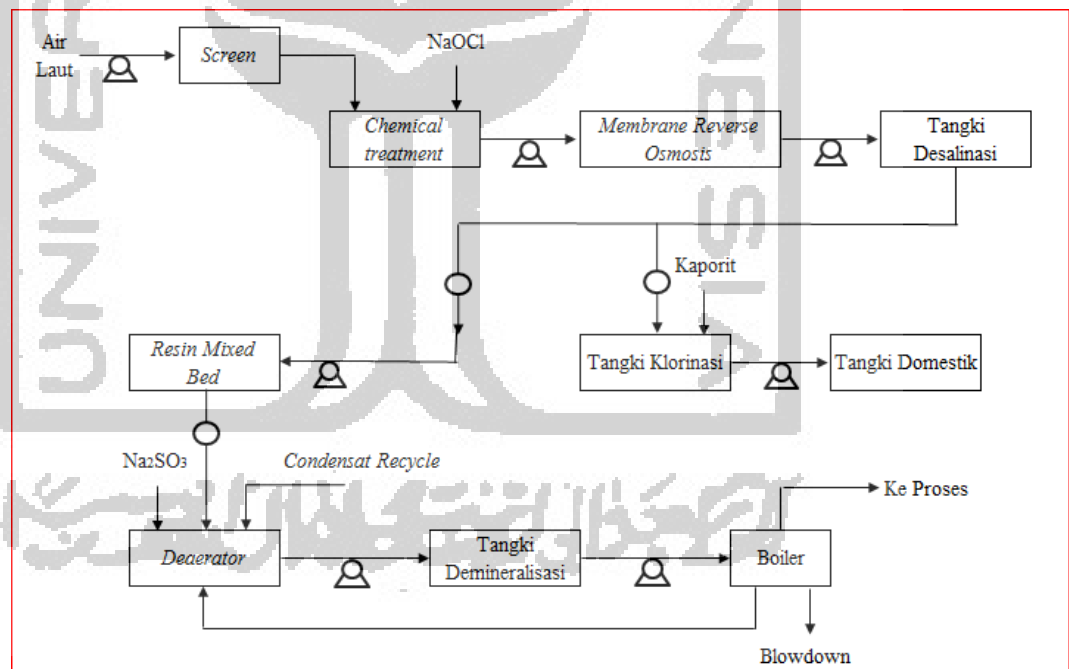 Air
Laut
Screen
NaOCl
Chemical
treatment
Membrane Reverse
Osmosis
Tangki
Desalinasi
Kaporit
Resin Mixed
Bed
Tangki Klorinasi
Tangki Domestik
Na₂SO₃
Condensat Recycle
Ke Proses
Deaerator
Tangki
Demineralisasi
Boiler
Blowdown
UNIVER